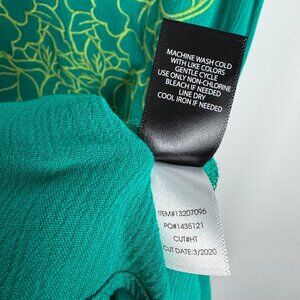 MACHINE WASH COLD
WITH LIKE COLORS
GENTLE CYCLE
USE ONLY NON-CHLORINE
BLEACH IF NEEDED
LINE DRY
COOL IRON IF NEEDED
ITEM#13207096
PO#1435121
CUT#HT
CUT DATE:3/2020